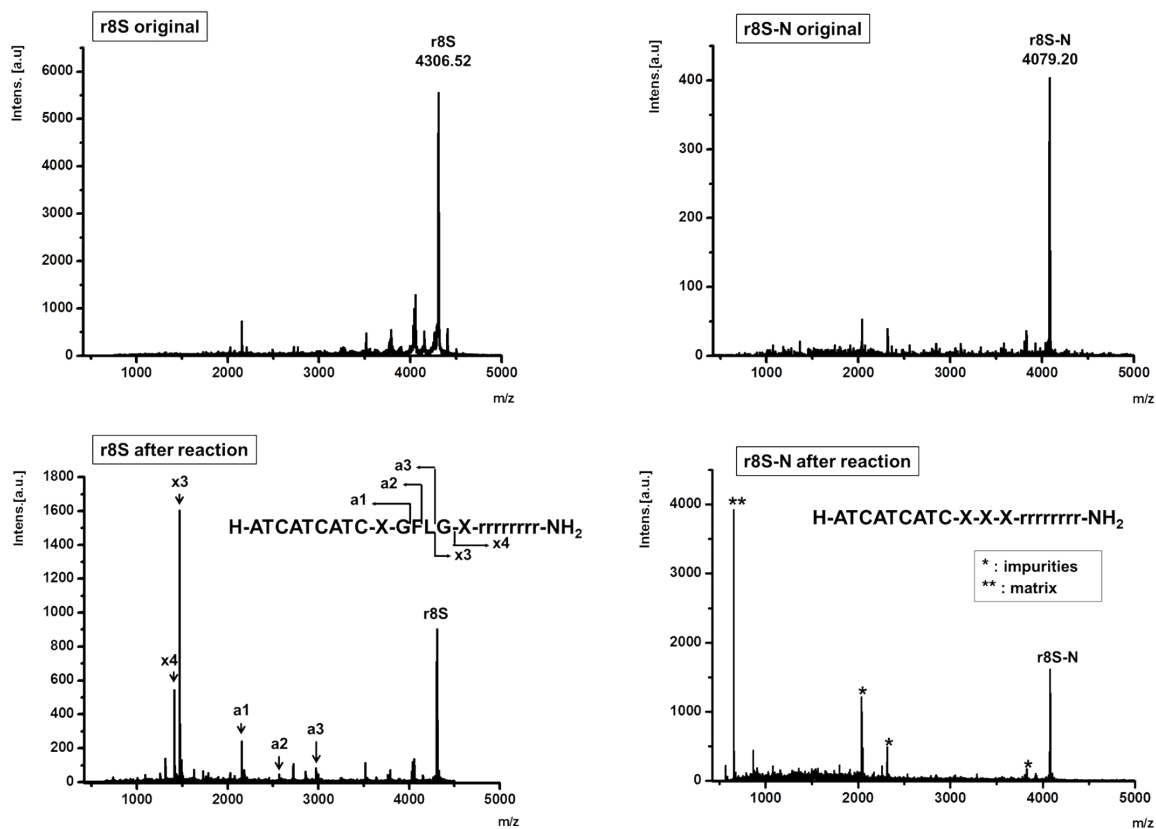 r8S original
Intens. [a.u]
r8S
4306.52
6000
5000
4000
3000
2000
1000
0
1000 2000 3000 4000 5000
m/z
r8S-N original
Intens. [a.u]
r8S-N
4079.20
400
300
200
100
0
1000 2000 3000 4000 5000
m/z
r8S after reaction
Intens.[a.u.]
1800
1600
1400
1200
1000
800
600
400
200
0
x3
x4
a1
a2
a3
a3
a2
a1
H-ATCATCATC-X-GFLG-X-rrrrrrrr-NH2
x4
x3
r8S
1000 2000 3000 4000 5000
m/z
r8S-N after reaction
Intens.[a.u.]
4000
3000
2000
1000
0
**
H-ATCATCATC-X-X-X-rrrrrrrr-NH2
* : impurities
** : matrix
r8S-N
*
*
*
1000 2000 3000 4000 5000
m/z